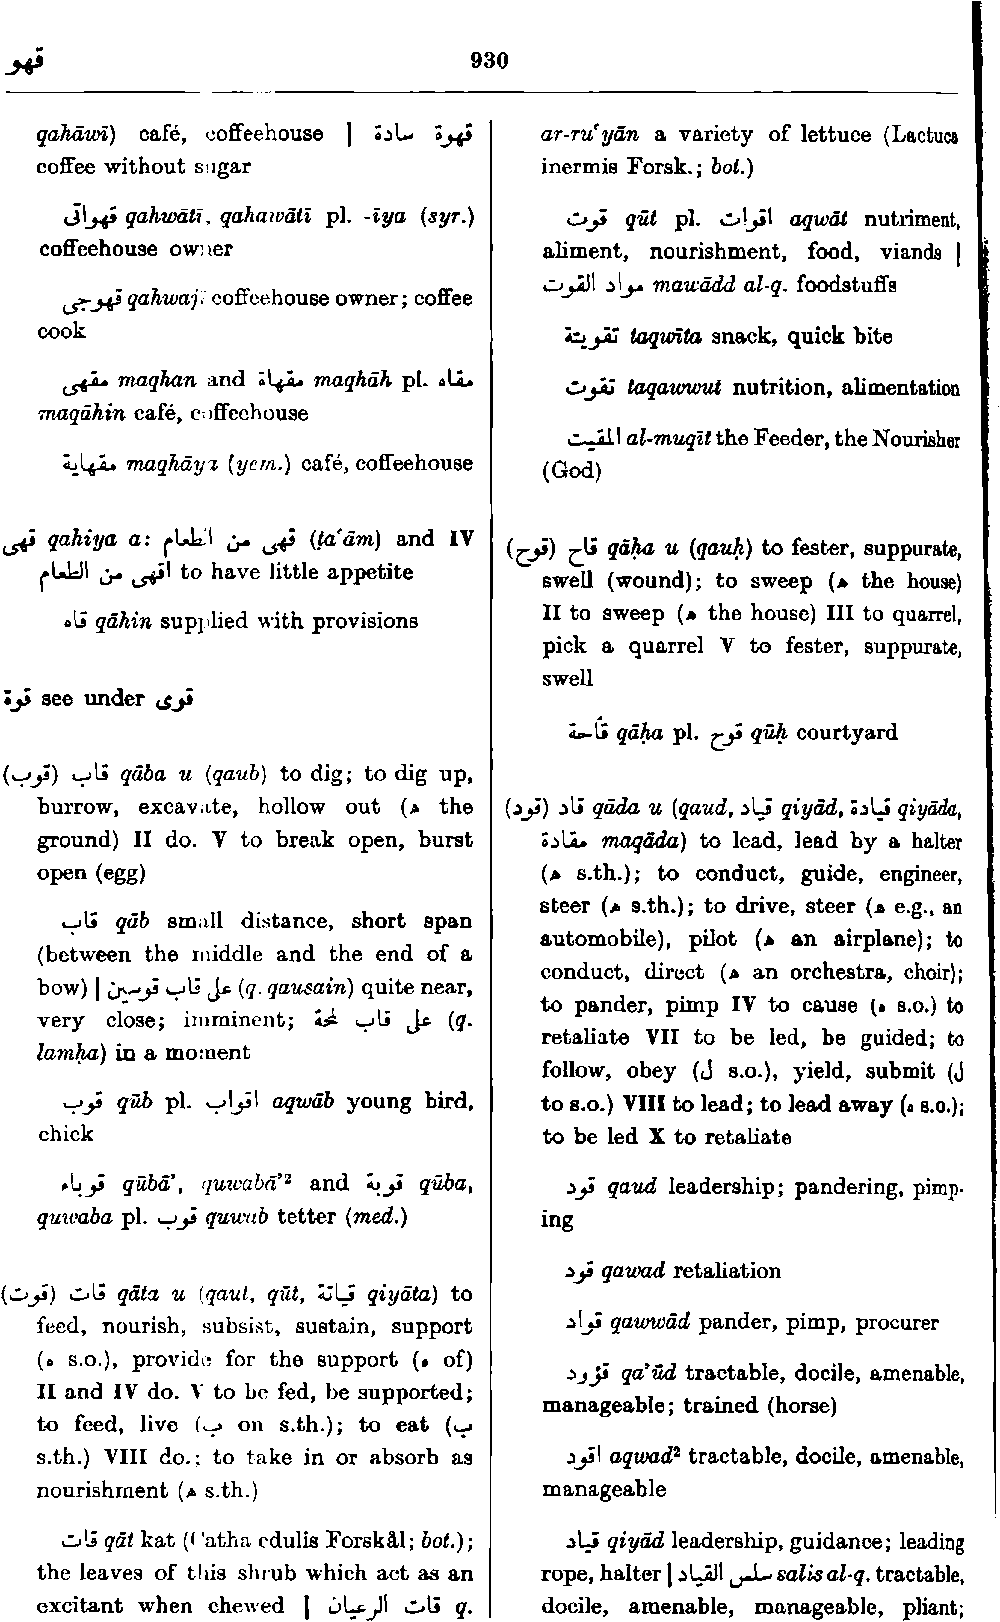 قهو
930
qahāwī) café, coffeehouse | قهوة سادة
coffee without sugar
قهواتى qahwātī, qahawātī pl. -īya (syr.)
coffeehouse owner
قهوجى qahwajī coffeehouse owner; coffee
cook
مقهى maqhan and مقهاة maqhāh pl. مقاه
maqāhin café, coffeehouse
مقهاية maqhāya (yem.) café, coffeehouse
قهى qahiya a: قهى من الطعام (ṭaʿām) and IV
اقهى من الطعام to have little appetite
قاه qāhin supplied with provisions
قوة see under قوى
(قوب) قاب qāba u (qaub) to dig; to dig up,
burrow, excavate, hollow out (ه the
ground) II do. V to break open, burst
open (egg)
قاب qāb small distance, short span
(between the middle and the end of a
bow) | على قاب قوسين (q. qausain) quite near,
very close; imminent; على قاب لمحة (q.
lamḥa) in a moment
قوب qūb pl. اقواب aqwāb young bird,
chick
قوباء qūbāʾ, quwabāʾ² and قوبة qūba,
quwaba pl. قوب quwab tetter (med.)
(قوت) قات qāta u (qaut, qūt, قياتة qiyāta) to
feed, nourish, subsist, sustain, support
(ه s.o.), provide for the support (ه of)
II and IV do. V to be fed, be supported;
to feed, live (ب on s.th.); to eat (ب
s.th.) VIII do.; to take in or absorb as
nourishment (ه s.th.)
قات qāt kat (Catha edulis Forskål; bot.);
the leaves of this shrub which act as an
excitant when chewed | قات الرعيان q.
ar-ruʿyān a variety of lettuce (Lactuca
inermis Forsk.; bot.)
قوت qūt pl. اقوات aqwāt nutriment,
aliment, nourishment, food, viands |
مواد القوت mawādd al-q. foodstuffs
تقويتة taqwīta snack, quick bite
تقوت taqawwut nutrition, alimentation
المقيت al-muqīt the Feeder, the Nourisher
(God)
(قوح) قاح qāḥa u (qauḥ) to fester, suppurate,
swell (wound); to sweep (ه the house)
II to sweep (ه the house) III to quarrel,
pick a quarrel V to fester, suppurate,
swell
قاحة qāḥa pl. قوح qūḥ courtyard
(قود) قاد qāda u (qaud, قياد qiyād, قيادة qiyāda,
مقادة maqāda) to lead, lead by a halter
(ه s.th.); to conduct, guide, engineer,
steer (ه s.th.); to drive, steer (ه e.g., an
automobile), pilot (ه an airplane); to
conduct, direct (ه an orchestra, choir);
to pander, pimp IV to cause (ه s.o.) to
retaliate VII to be led, be guided; to
follow, obey (ل s.o.), yield, submit (ل
to s.o.) VIII to lead; to lead away (ه s.o.);
to be led X to retaliate
قود qaud leadership; pandering, pimp-
ing
قود qawad retaliation
قواد qawwād pander, pimp, procurer
قؤود qaʾūd tractable, docile, amenable,
manageable; trained (horse)
اقود aqwad² tractable, docile, amenable,
manageable
قياد qiyād leadership, guidance; leading
rope, halter | سلس القياد salis al-q. tractable,
docile, amenable, manageable, pliant;